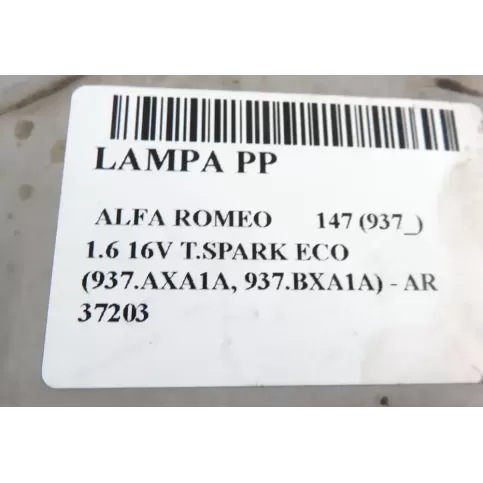 LAMPA PP
ALFA ROMEO 147 (937_)
1.6 16V T.SPARK ECO
(937.AXA1A, 937.BXA1A) - AR
37203